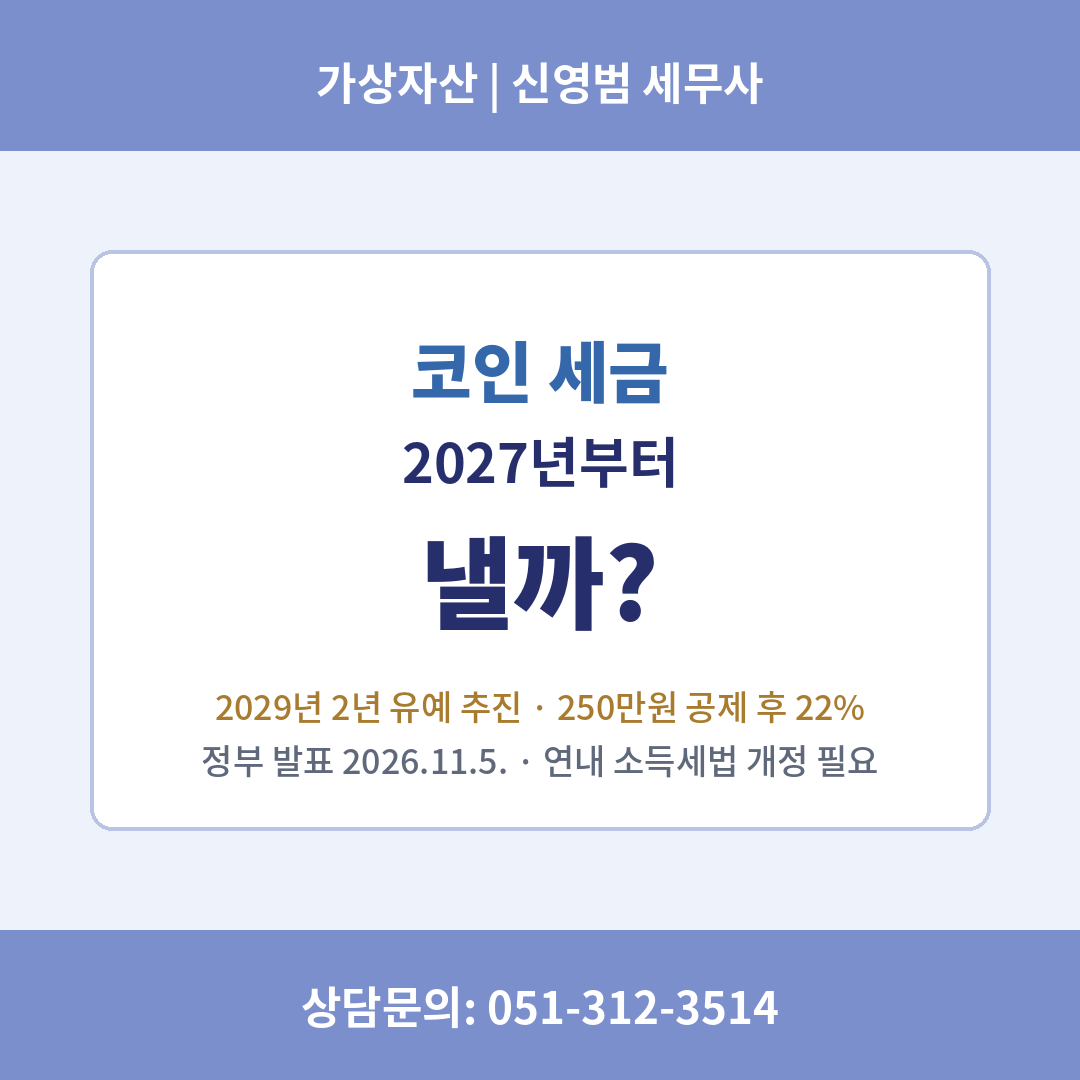 가상자산 | 신영범 세무사
코인 세금
2027년부터
낼까?
2029년 2년 유예 추진 · 250만원 공제 후 22%
정부 발표 2026.11.5. · 연내 소득세법 개정 필요
상담문의: 051-312-3514